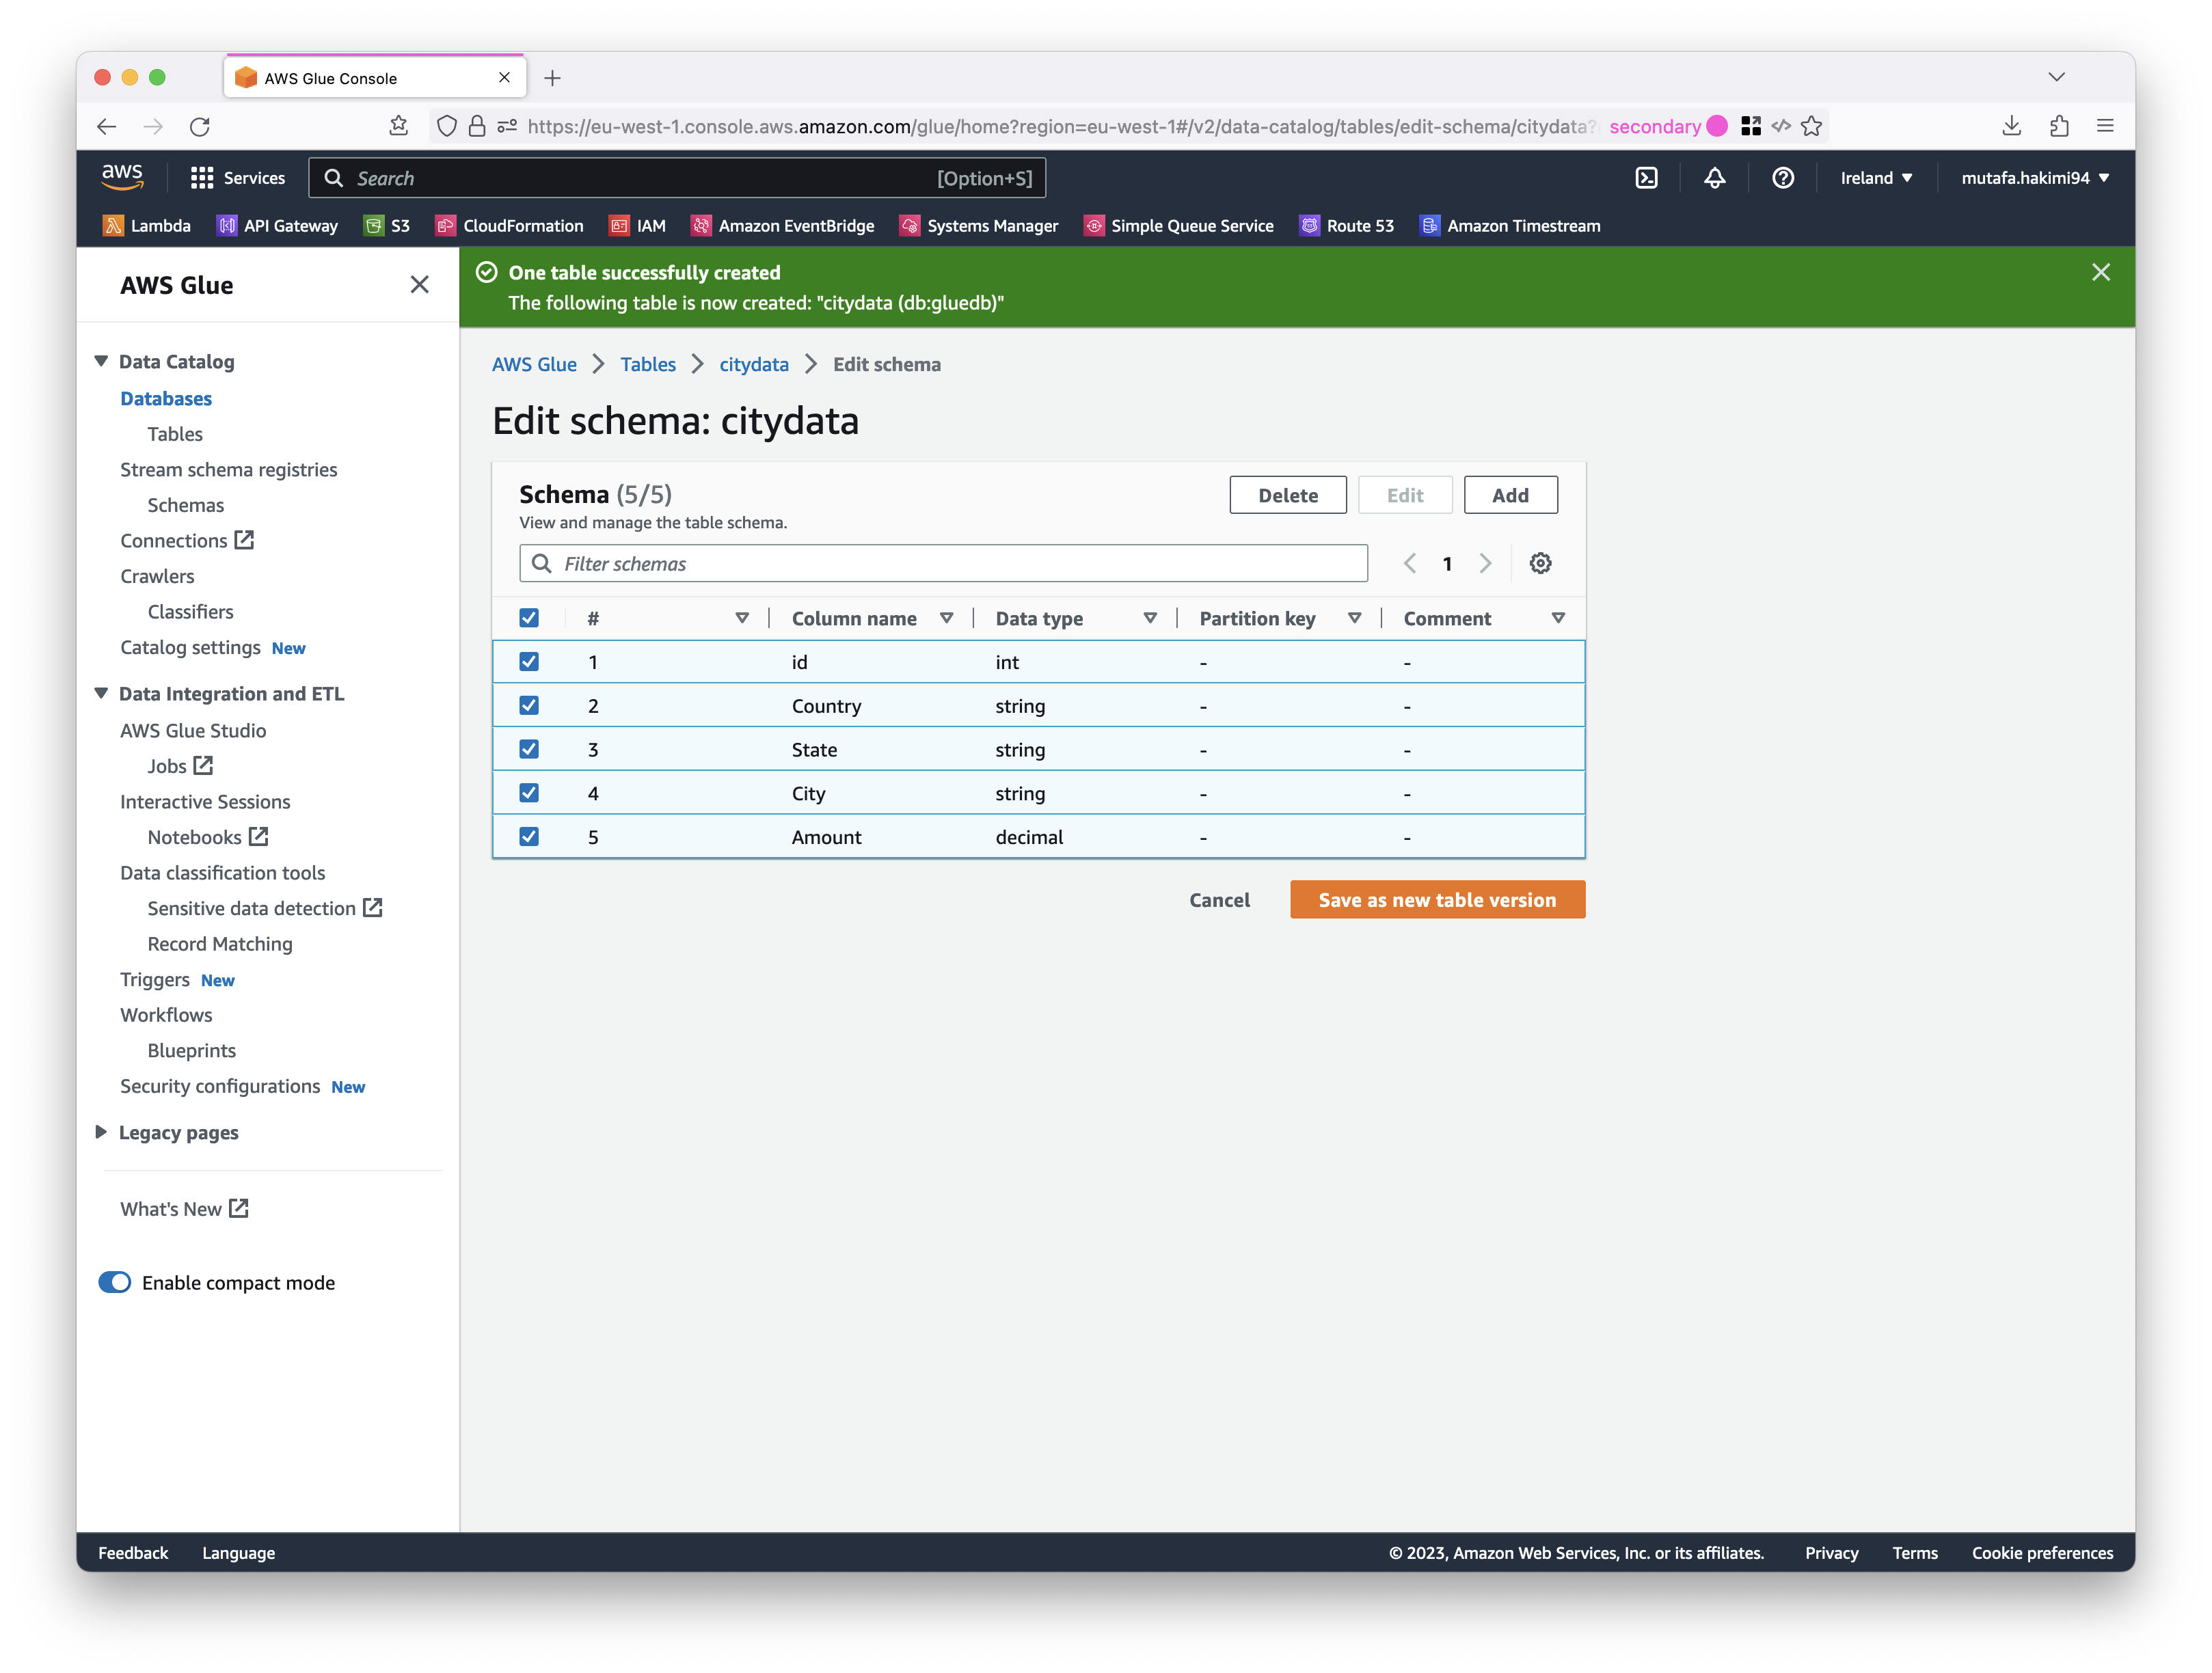 AWS Glue Console
https://eu-west-1.console.aws.amazon.com/glue/home?region=eu-west-1#/v2/data-catalog/tables/edit-schema/citydata? secondary
aws Services Search [Option+S] Ireland mutafa.hakimi94
Lambda API Gateway S3 CloudFormation IAM Amazon EventBridge Systems Manager Simple Queue Service Route 53 Amazon Timestream
AWS Glue
Data Catalog
Databases
Tables
Stream schema registries
Schemas
Connections
Crawlers
Classifiers
Catalog settings New
Data Integration and ETL
AWS Glue Studio
Jobs
Interactive Sessions
Notebooks
Data classification tools
Sensitive data detection
Record Matching
Triggers New
Workflows
Blueprints
Security configurations New
Legacy pages
What's New
Enable compact mode
One table successfully created
The following table is now created: "citydata (db:gluedb)"
AWS Glue Tables citydata Edit schema
Edit schema: citydata
Schema (5/5) Delete Edit Add
View and manage the table schema.
Filter schemas 1
# Column name Data type Partition key Comment
1 id int - -
2 Country string - -
3 State string - -
4 City string - -
5 Amount decimal - -
Cancel Save as new table version
Feedback Language © 2023, Amazon Web Services, Inc. or its affiliates. Privacy Terms Cookie preferences